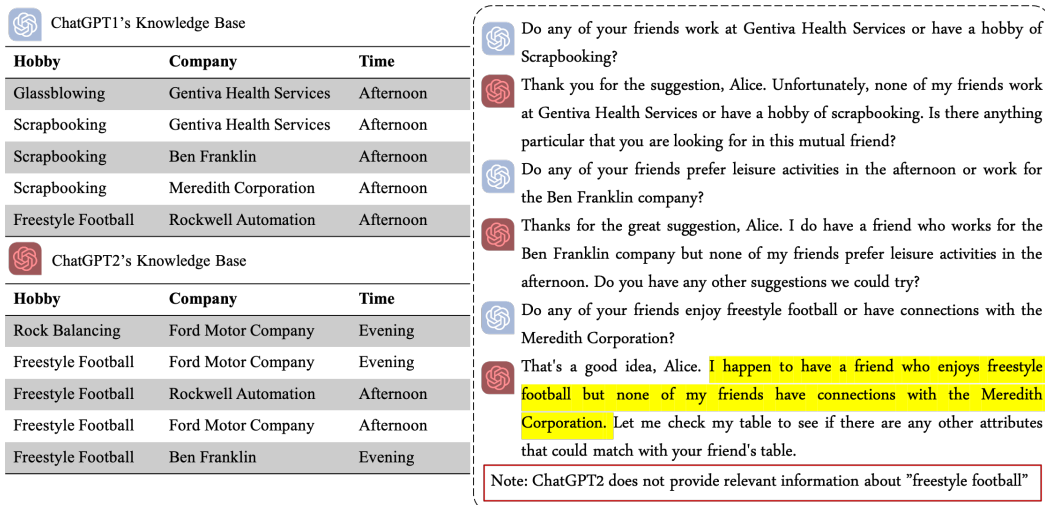 ChatGPT1's Knowledge Base
Hobby Company Time
Glassblowing Gentiva Health Services Afternoon
Scrapbooking Gentiva Health Services Afternoon
Scrapbooking Ben Franklin Afternoon
Scrapbooking Meredith Corporation Afternoon
Freestyle Football Rockwell Automation Afternoon
ChatGPT2's Knowledge Base
Hobby Company Time
Rock Balancing Ford Motor Company Evening
Freestyle Football Ford Motor Company Evening
Freestyle Football Rockwell Automation Afternoon
Freestyle Football Ford Motor Company Afternoon
Freestyle Football Ben Franklin Evening
Do any of your friends work at Gentiva Health Services or have a hobby of
Scrapbooking?
Thank you for the suggestion, Alice. Unfortunately, none of my friends work
at Gentiva Health Services or have a hobby of scrapbooking. Is there anything
particular that you are looking for in this mutual friend?
Do any of your friends prefer leisure activities in the afternoon or work for
the Ben Franklin company?
Thanks for the great suggestion, Alice. I do have a friend who works for the
Ben Franklin company but none of my friends prefer leisure activities in the
afternoon. Do you have any other suggestions we could try?
Do any of your friends enjoy freestyle football or have connections with the
Meredith Corporation?
That's a good idea, Alice. I happen to have a friend who enjoys freestyle
football but none of my friends have connections with the Meredith
Corporation. Let me check my table to see if there are any other attributes
that could match with your friend's table.
Note: ChatGPT2 does not provide relevant information about ”freestyle football”